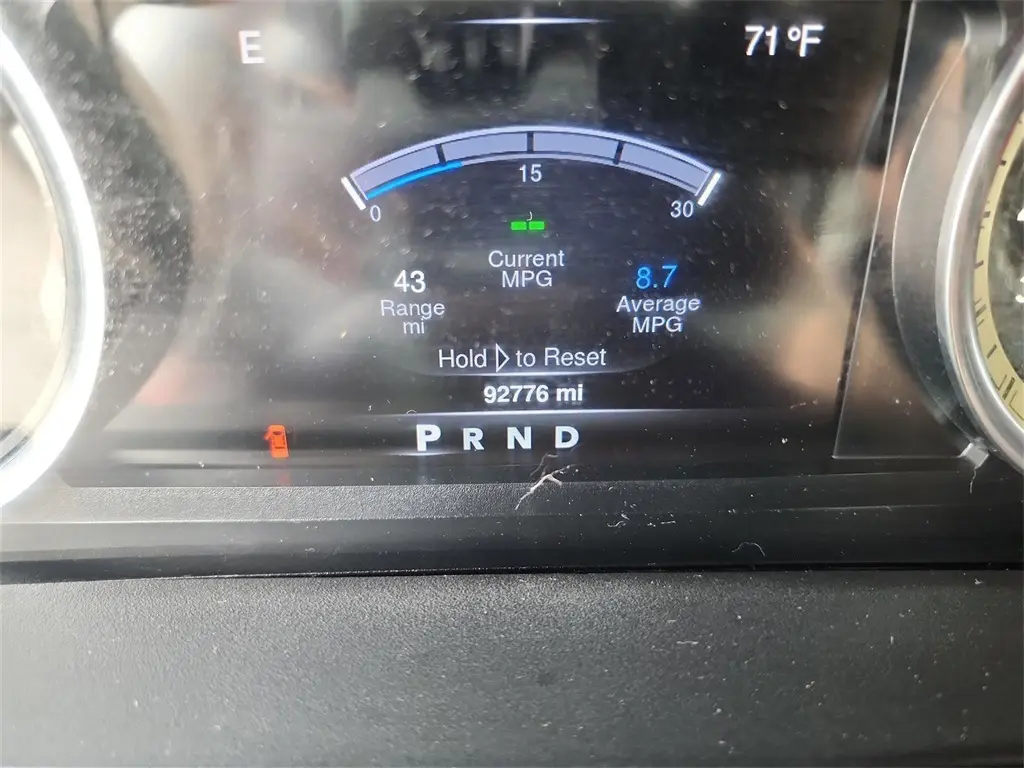 E 71°F
15
0 30
Current
MPG
43 8.7
Range Average
mi MPG
Hold ▷ to Reset
92776 mi
P R N D